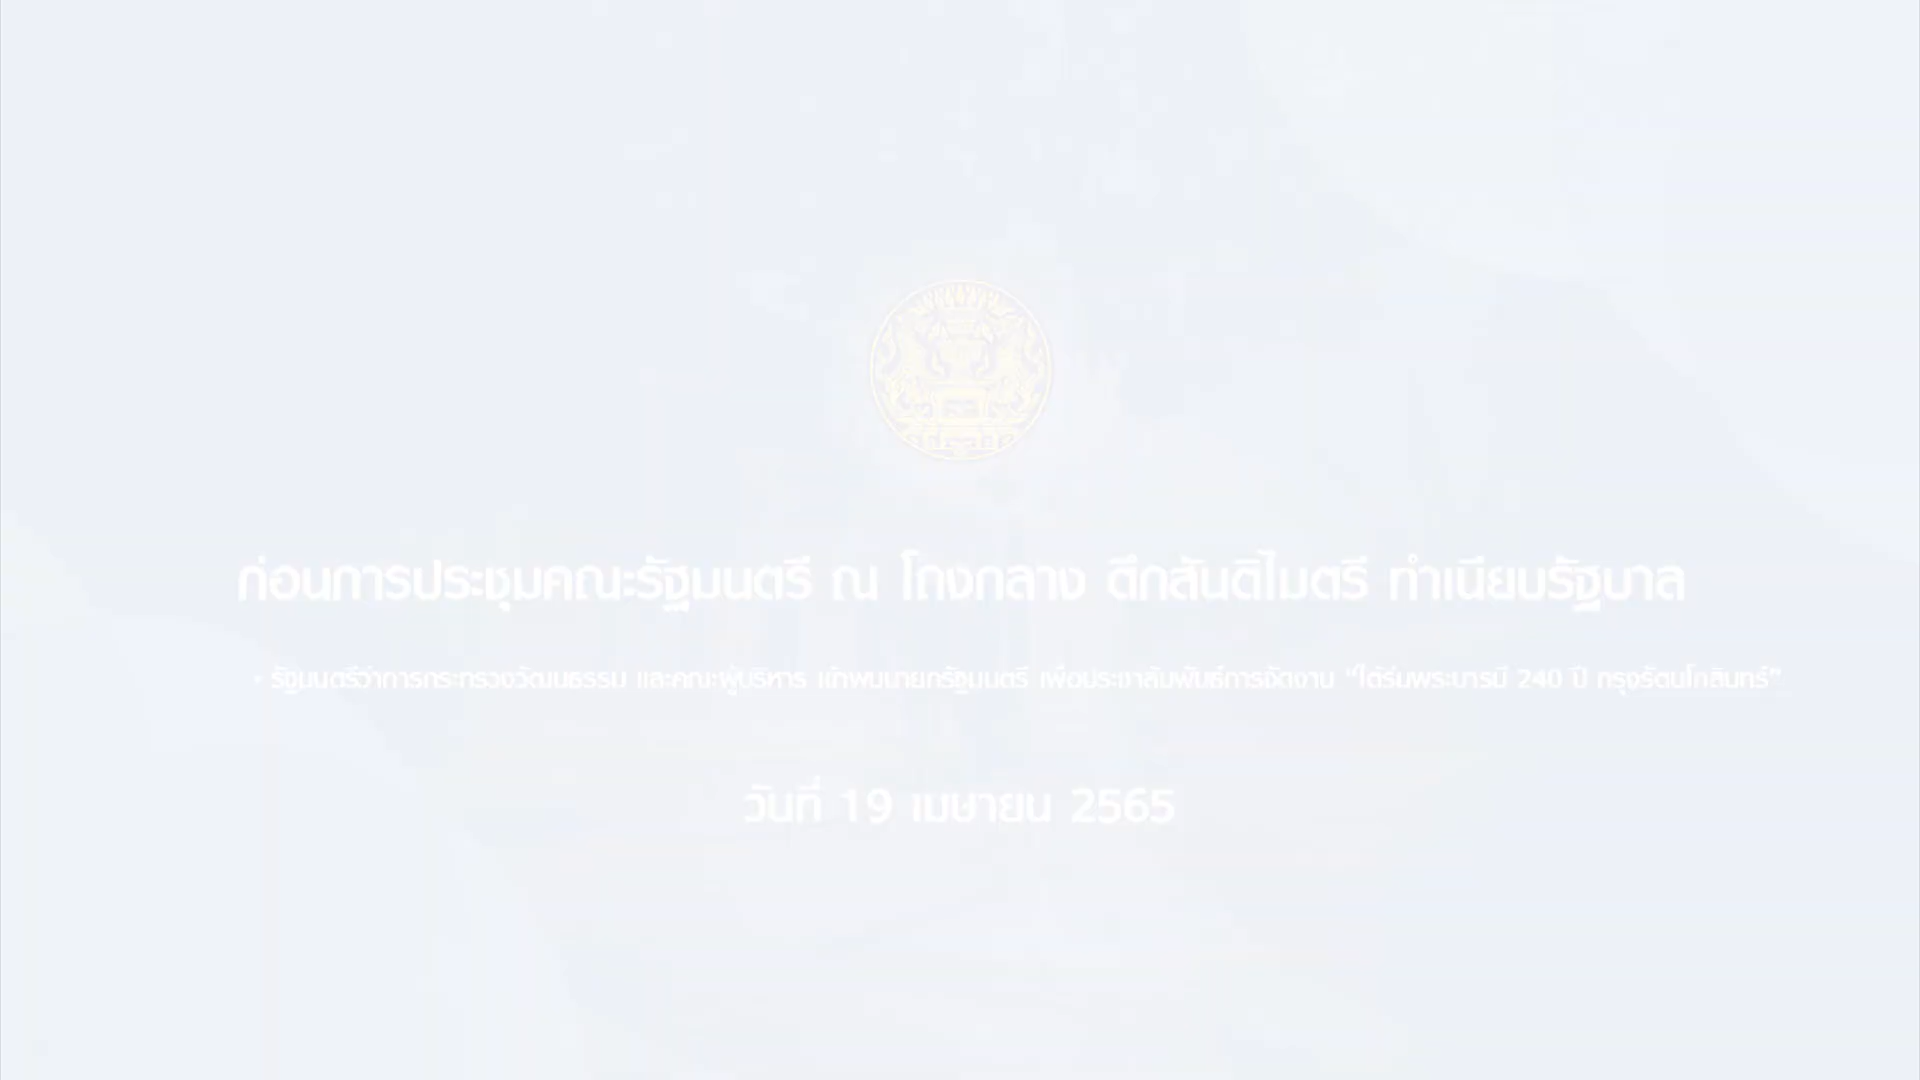 ก่อนการประชุมคณะรัฐมนตรี ณ โถงกลาง ตึกสันติไมตรี ทำเนียบรัฐบาล
- รัฐมนตรีว่าการกระทรวงวัฒนธรรม และคณะผู้บริหาร เข้าพบนายกรัฐมนตรี เพื่อประชาสัมพันธ์การจัดงาน "ใต้ร่มพระบารมี 240 ปี กรุงรัตนโกสินทร์"
วันที่ 19 เมษายน 2565